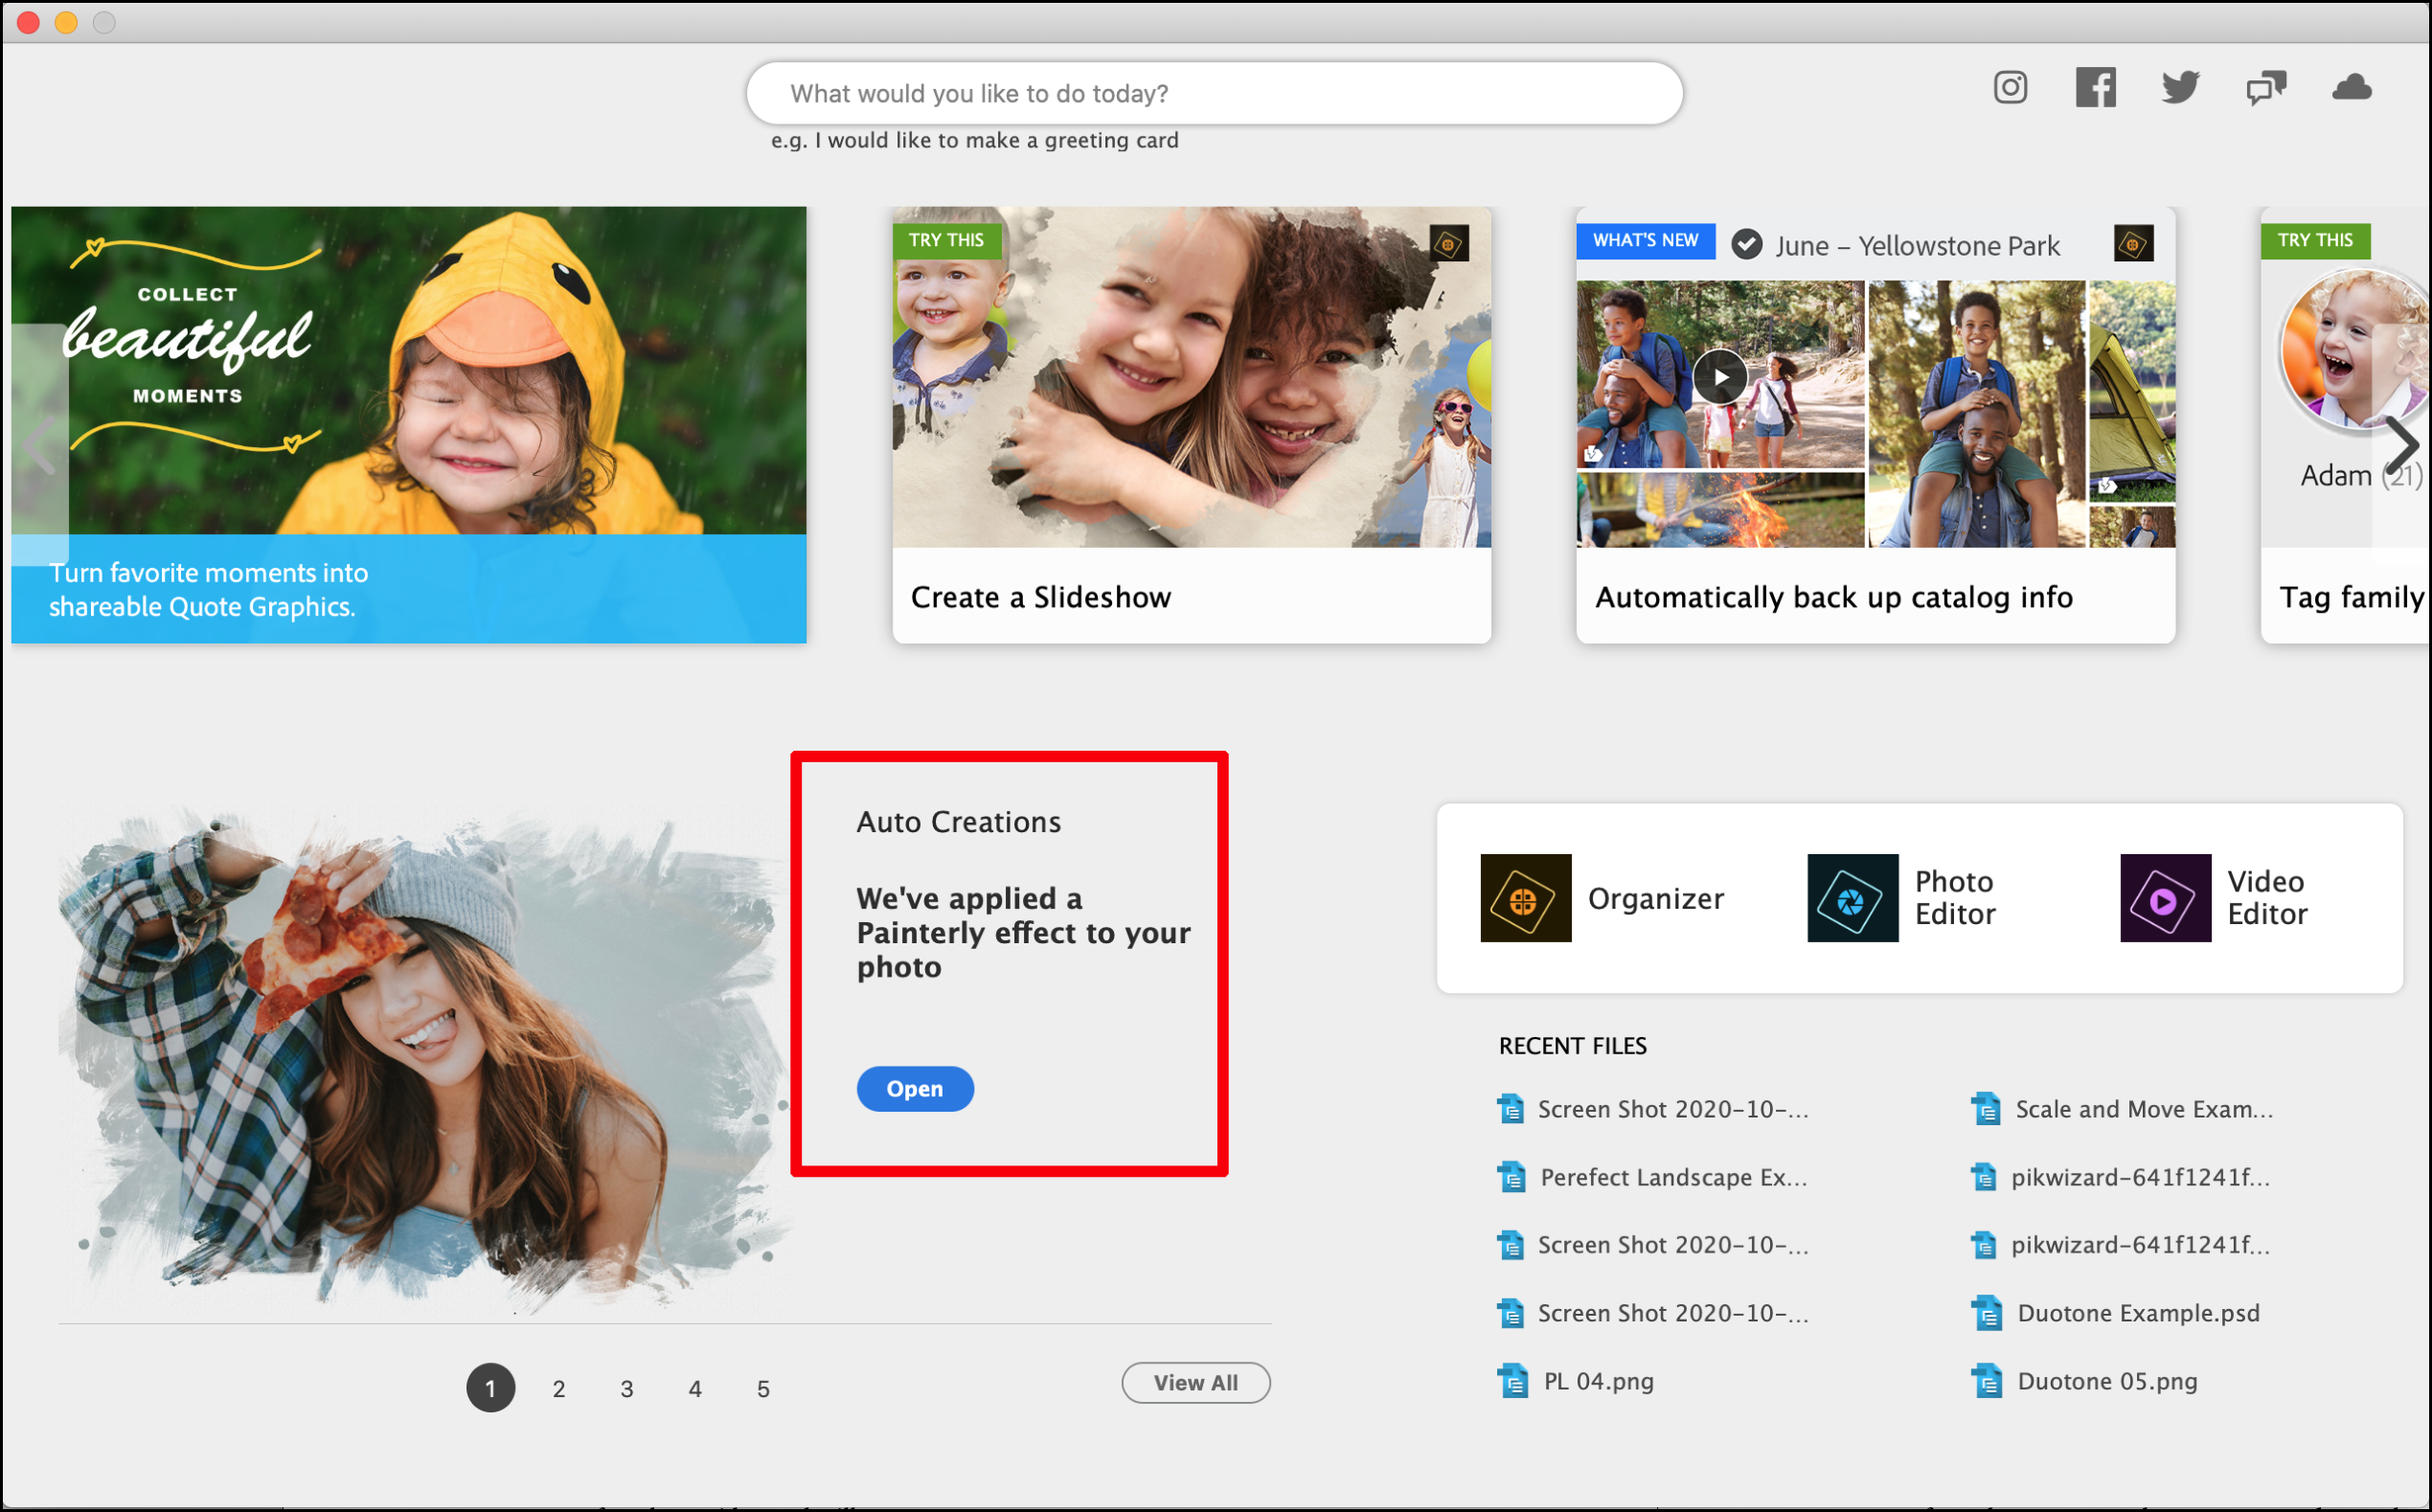 What would you like to do today?
e.g. I would like to make a greeting card
COLLECT
beautiful
MOMENTS
Turn favorite moments into
shareable Quote Graphics.
TRY THIS
Create a Slideshow
WHAT'S NEW
June – Yellowstone Park
Automatically back up catalog info
TRY THIS
Adam (21)
Tag family
Auto Creations
We've applied a
Painterly effect to your
photo
Open
1 2 3 4 5
View All
Organizer
Photo
Editor
Video
Editor
RECENT FILES
Screen Shot 2020-10-...
Scale and Move Exam...
Perefect Landscape Ex...
pikwizard-641f1241f...
Screen Shot 2020-10-...
pikwizard-641f1241f...
Screen Shot 2020-10-...
Duotone Example.psd
PL 04.png
Duotone 05.png